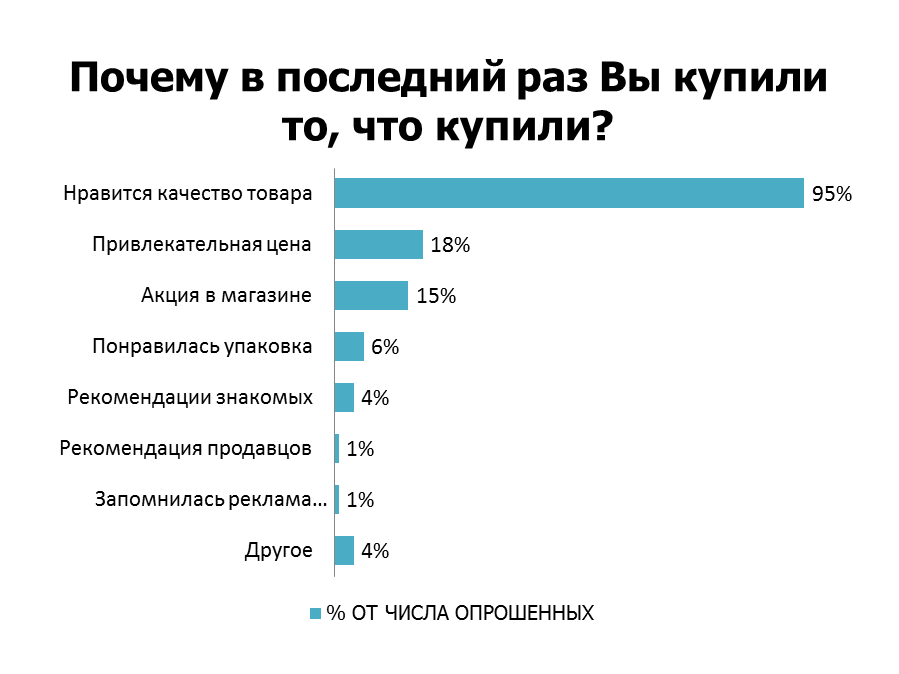 Почему в последний раз Вы купили
то, что купили?
Нравится качество товара 95%
Привлекательная цена 18%
Акция в магазине 15%
Понравилась упаковка 6%
Рекомендации знакомых 4%
Рекомендация продавцов 1%
Запомнилась реклама... 1%
Другое 4%
% ОТ ЧИСЛА ОПРОШЕННЫХ